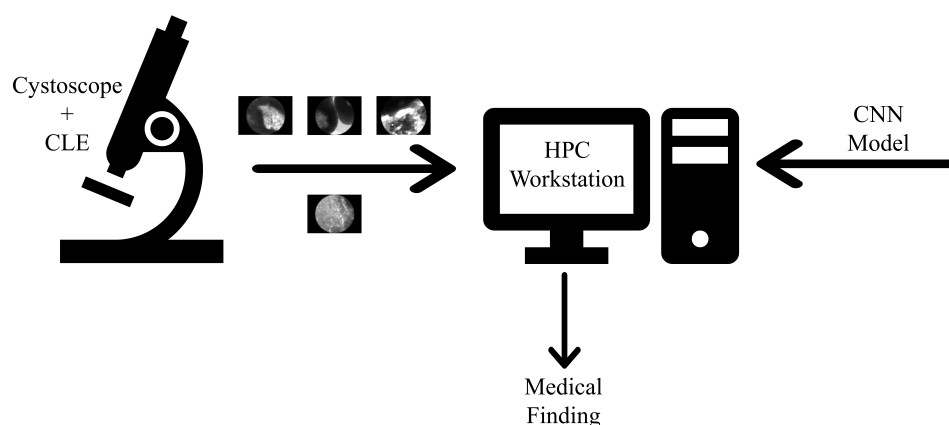 Cystoscope
+
CLE
HPC
Workstation
CNN
Model
Medical
Finding